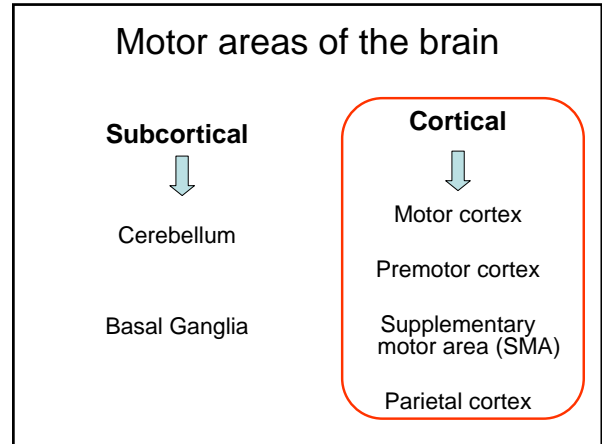 Motor areas of the brain
Subcortical
Cerebellum
Basal Ganglia
Cortical
Motor cortex
Premotor cortex
Supplementary
motor area (SMA)
Parietal cortex